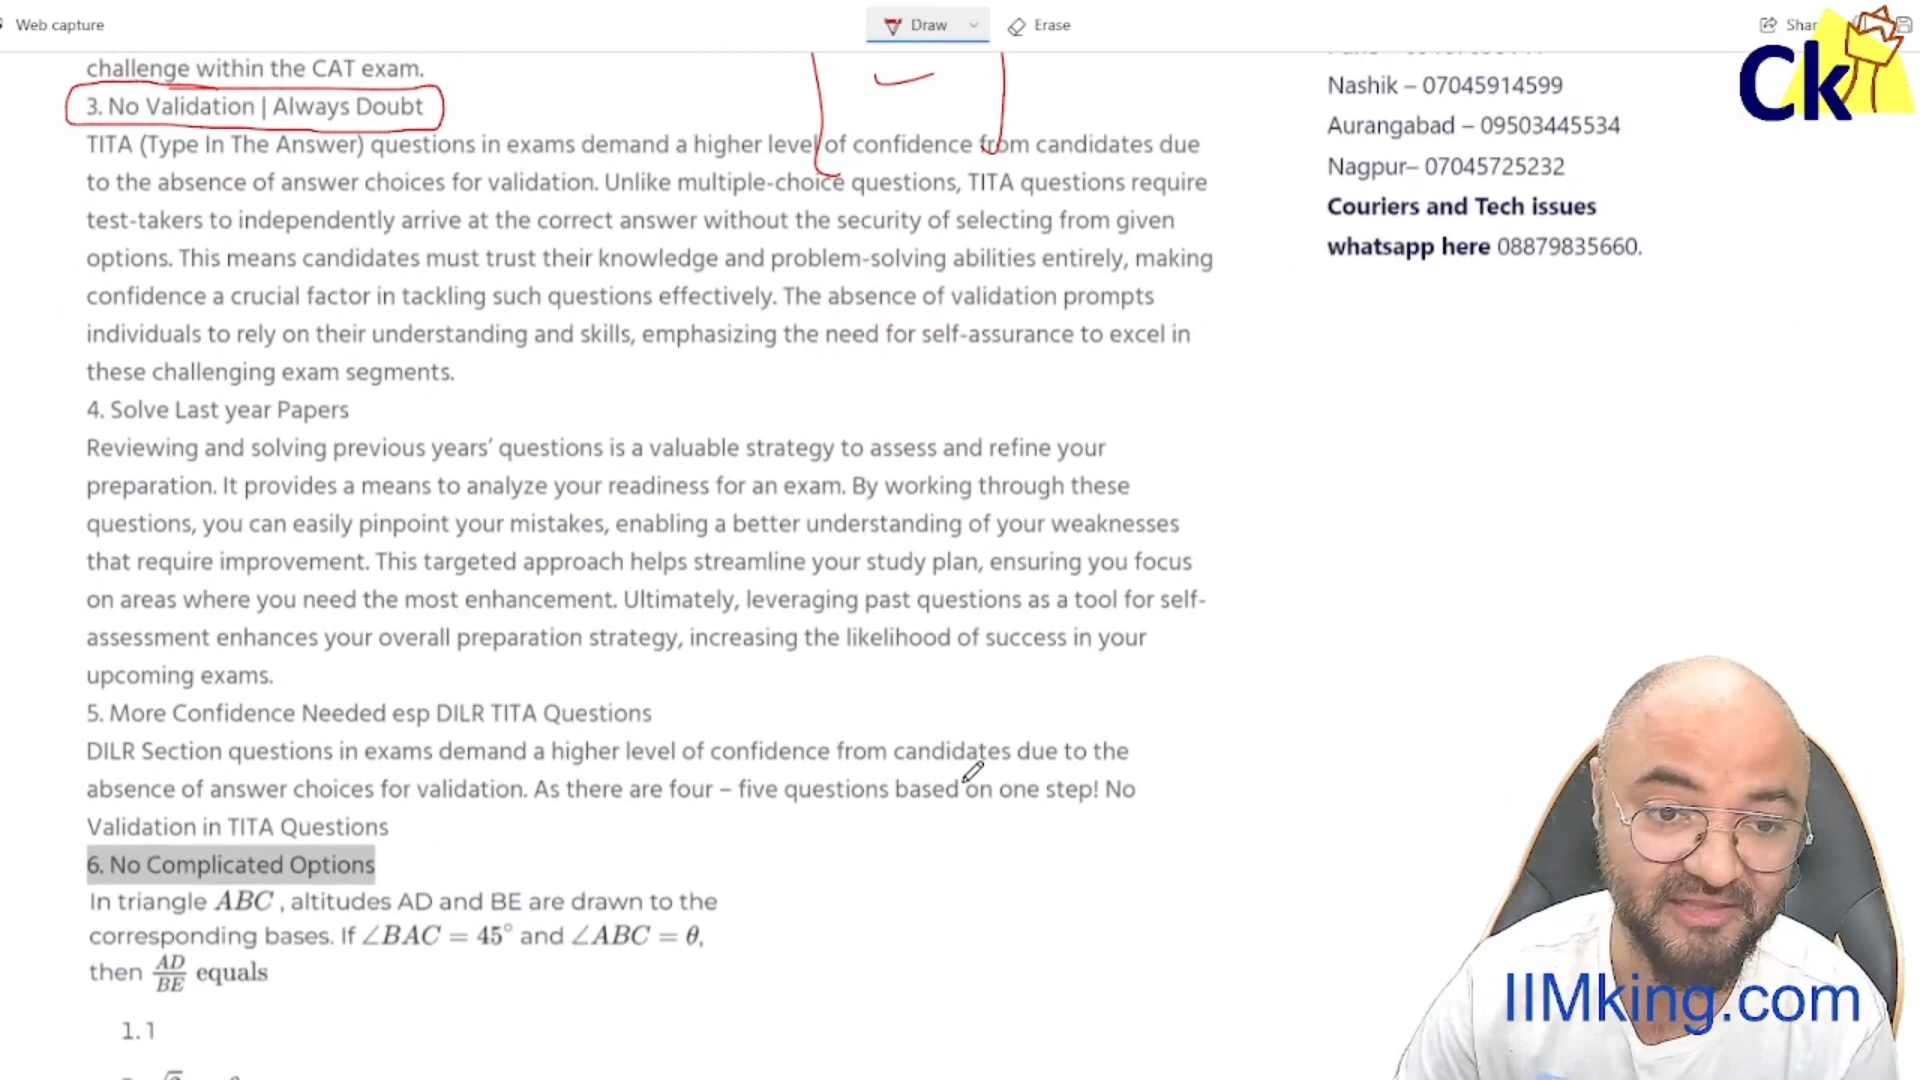 Web capture
Draw
Erase
Shar
Ck
challenge within the CAT exam.
3. No Validation | Always Doubt
TITA (Type In The Answer) questions in exams demand a higher level of confidence from candidates due
to the absence of answer choices for validation. Unlike multiple-choice questions, TITA questions require
test-takers to independently arrive at the correct answer without the security of selecting from given
options. This means candidates must trust their knowledge and problem-solving abilities entirely, making
confidence a crucial factor in tackling such questions effectively. The absence of validation prompts
individuals to rely on their understanding and skills, emphasizing the need for self-assurance to excel in
these challenging exam segments.
4. Solve Last year Papers
Reviewing and solving previous years’ questions is a valuable strategy to assess and refine your
preparation. It provides a means to analyze your readiness for an exam. By working through these
questions, you can easily pinpoint your mistakes, enabling a better understanding of your weaknesses
that require improvement. This targeted approach helps streamline your study plan, ensuring you focus
on areas where you need the most enhancement. Ultimately, leveraging past questions as a tool for self-
assessment enhances your overall preparation strategy, increasing the likelihood of success in your
upcoming exams.
5. More Confidence Needed esp DILR TITA Questions
DILR Section questions in exams demand a higher level of confidence from candidates due to the
absence of answer choices for validation. As there are four – five questions based on one step! No
Validation in TITA Questions
6. No Complicated Options
In triangle ABC , altitudes AD and BE are drawn to the
corresponding bases. If ∠BAC = 45° and ∠ABC = θ,
then AD/BE equals
1. 1
Nashik – 07045914599
Aurangabad – 09503445534
Nagpur– 07045725232
Couriers and Tech issues
whatsapp here 08879835660.
IIMking.com